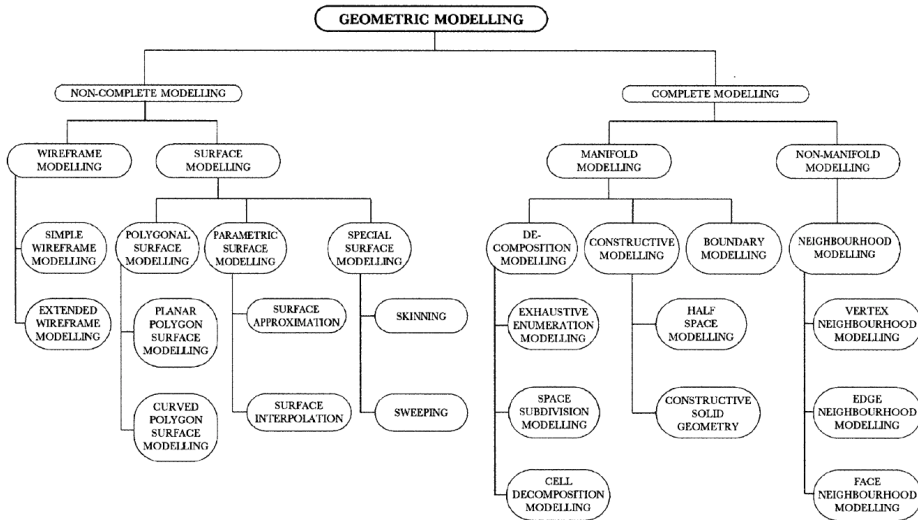 GEOMETRIC MODELLING
NON-COMPLETE MODELLING
COMPLETE MODELLING
WIREFRAME
MODELLING
SURFACE
MODELLING
MANIFOLD
MODELLING
NON-MANIFOLD
MODELLING
SIMPLE
WIREFRAME
MODELLING
POLYGONAL
SURFACE
MODELLING
PARAMETRIC
SURFACE
MODELLING
SPECIAL
SURFACE
MODELLING
DE-
COMPOSITION
MODELLING
CONSTRUCTIVE
MODELLING
BOUNDARY
MODELLING
NEIGHBOURHOOD
MODELLING
EXTENDED
WIREFRAME
MODELLING
PLANAR
POLYGON
SURFACE
MODELLING
SURFACE
APPROXIMATION
SKINNING
EXHAUSTIVE
ENUMERATION
MODELLING
HALF
SPACE
MODELLING
VERTEX
NEIGHBOURHOOD
MODELLING
CURVED
POLYGON
SURFACE
MODELLING
SURFACE
INTERPOLATION
SWEEPING
SPACE
SUBDIVISION
MODELLING
CONSTRUCTIVE
SOLID
GEOMETRY
EDGE
NEIGHBOURHOOD
MODELLING
CELL
DECOMPOSITION
MODELLING
FACE
NEIGHBOURHOOD
MODELLING